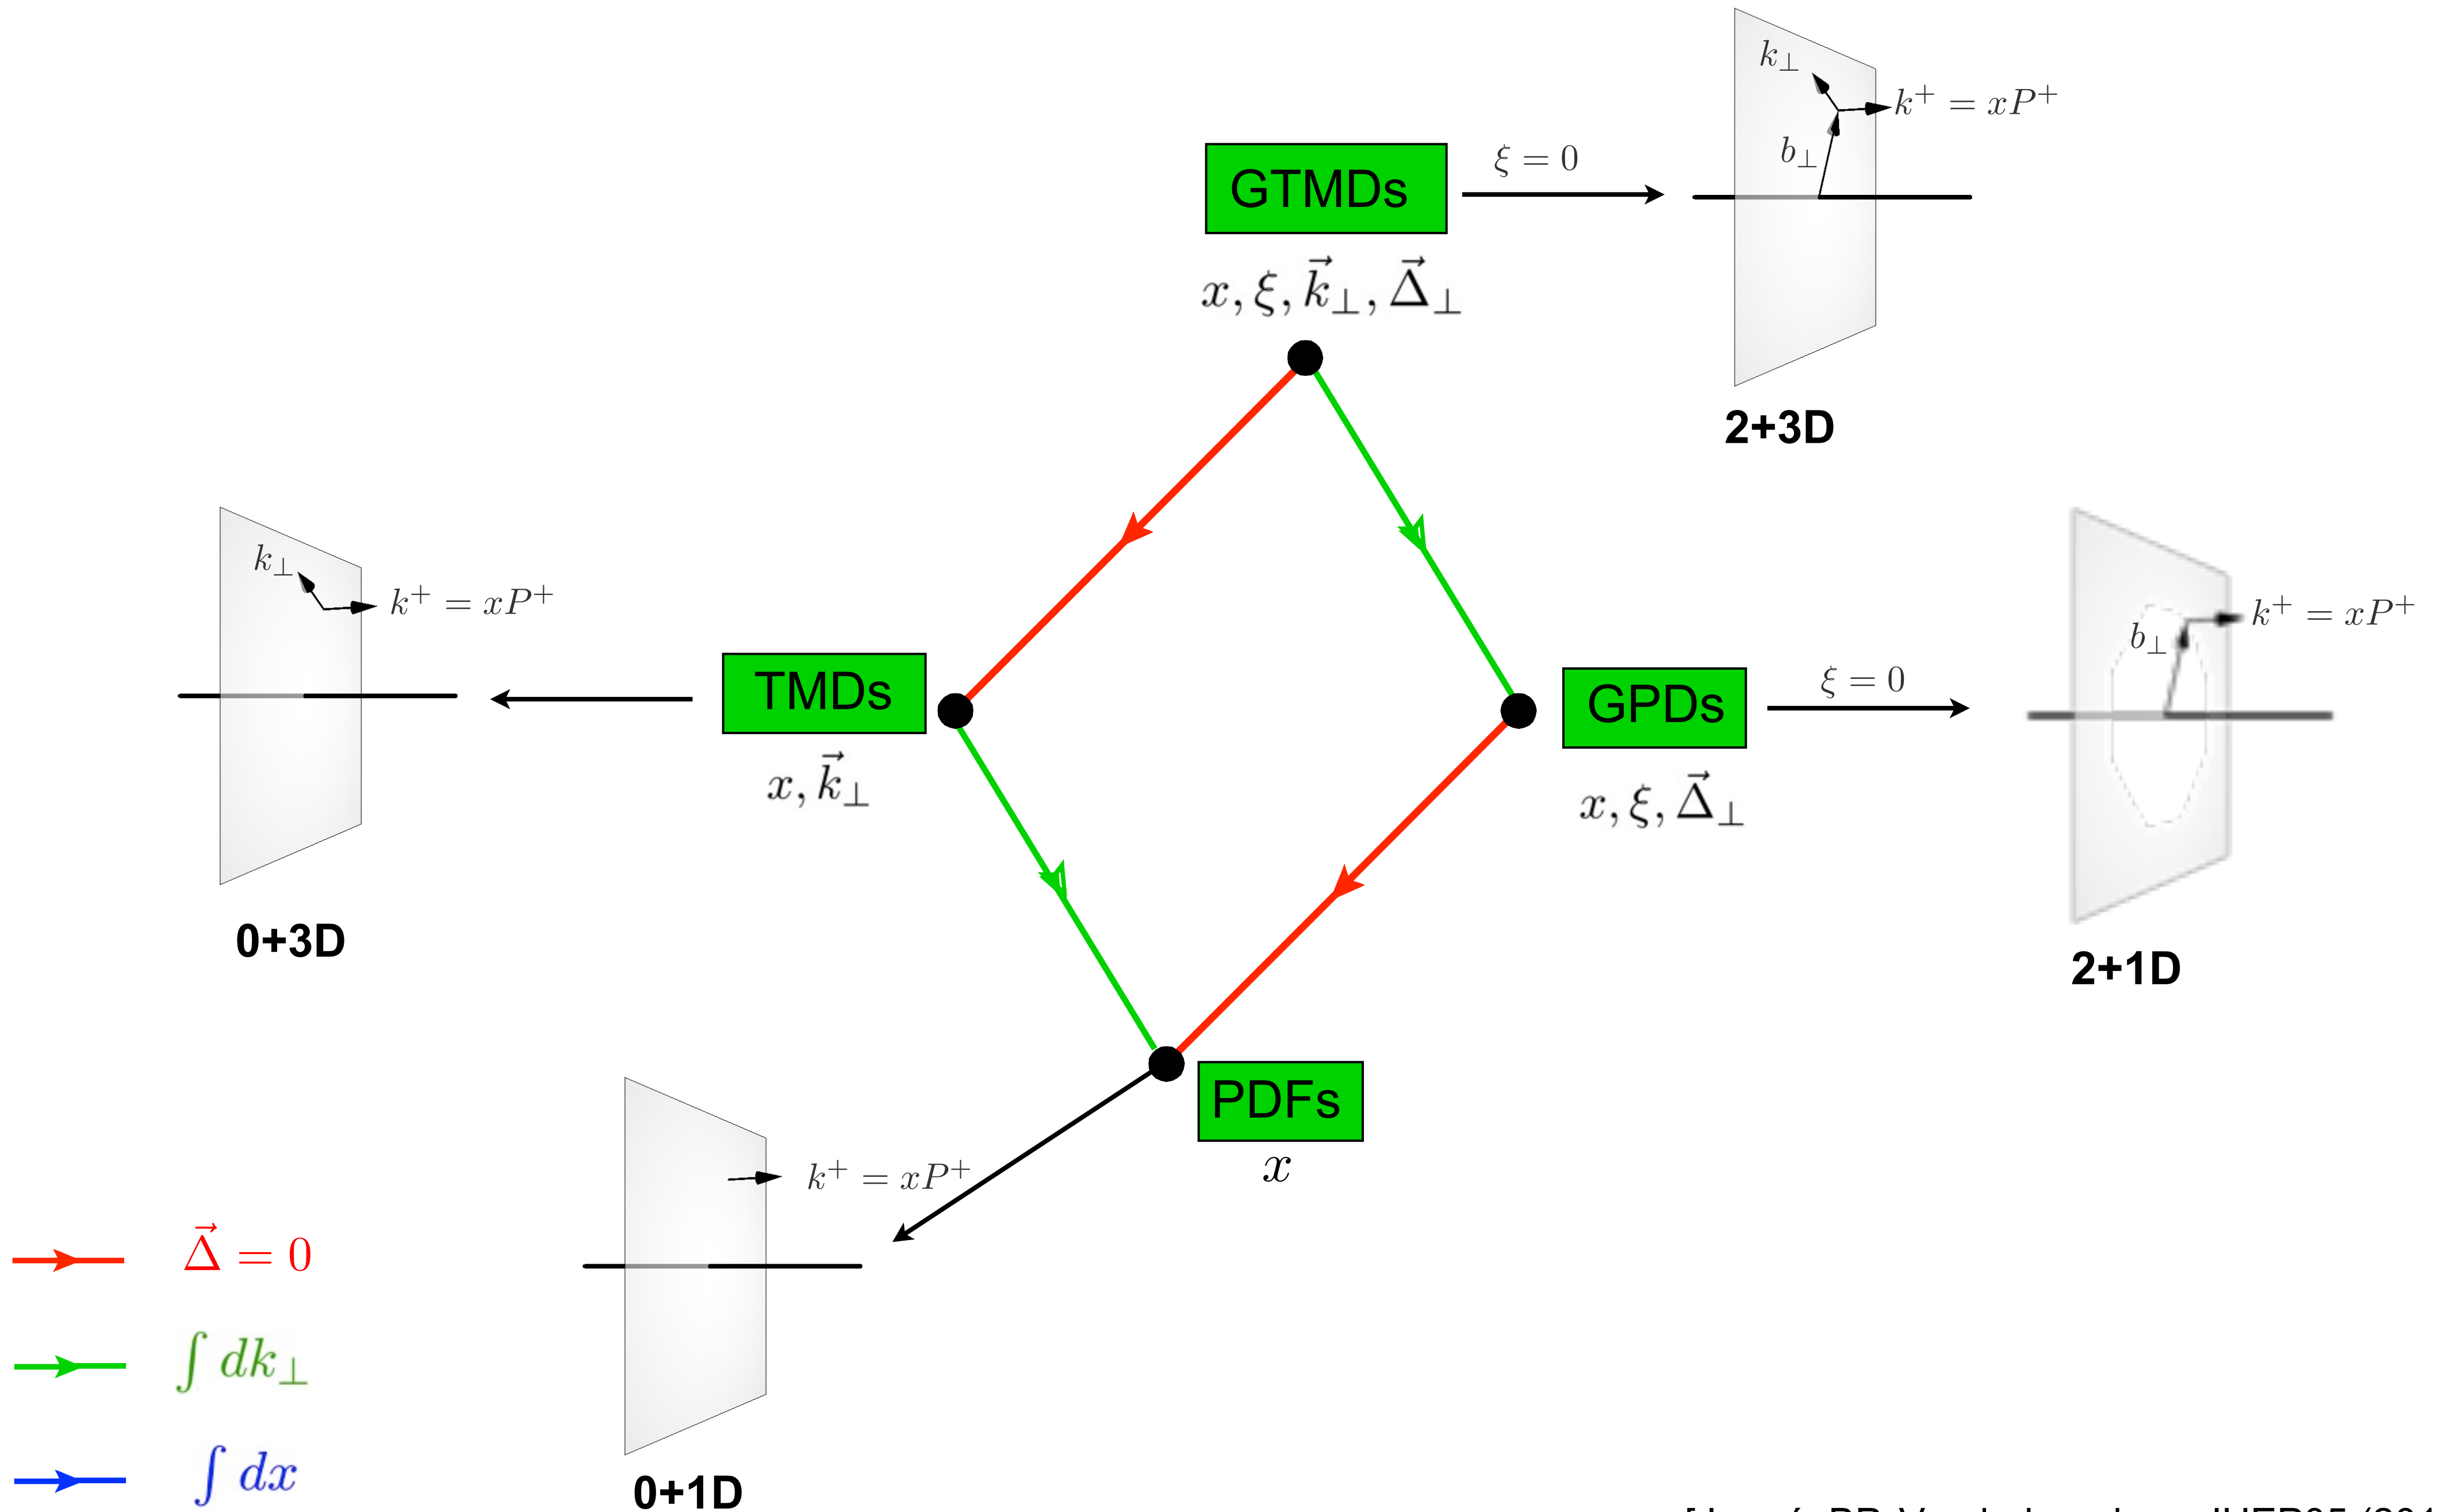 k⊥
k⁺ = xP⁺
b⊥
ξ = 0
GTMDs
x, ξ, k⃗⊥, Δ⃗⊥
2+3D
k⊥
k⁺ = xP⁺
TMDs
x, k⃗⊥
0+3D
GPDs
x, ξ, Δ⃗⊥
ξ = 0
b⊥
k⁺ = xP⁺
2+1D
PDFs
x
k⁺ = xP⁺
0+1D
Δ⃗ = 0
∫ dk⊥
∫ dx